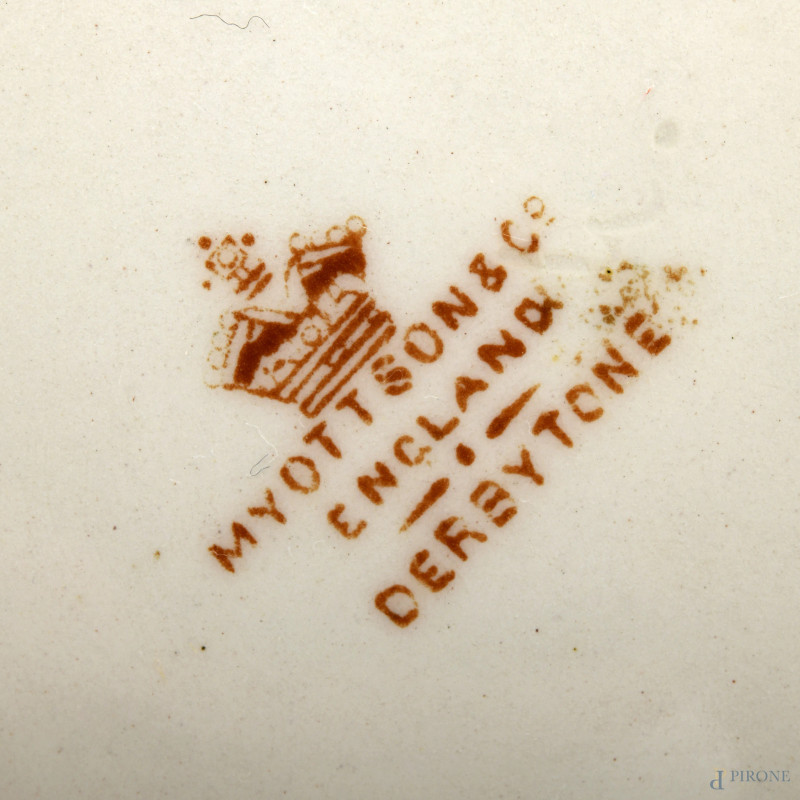 MYOTT SON & Co.
ENGLAND
DERBYTONE
PIRONE